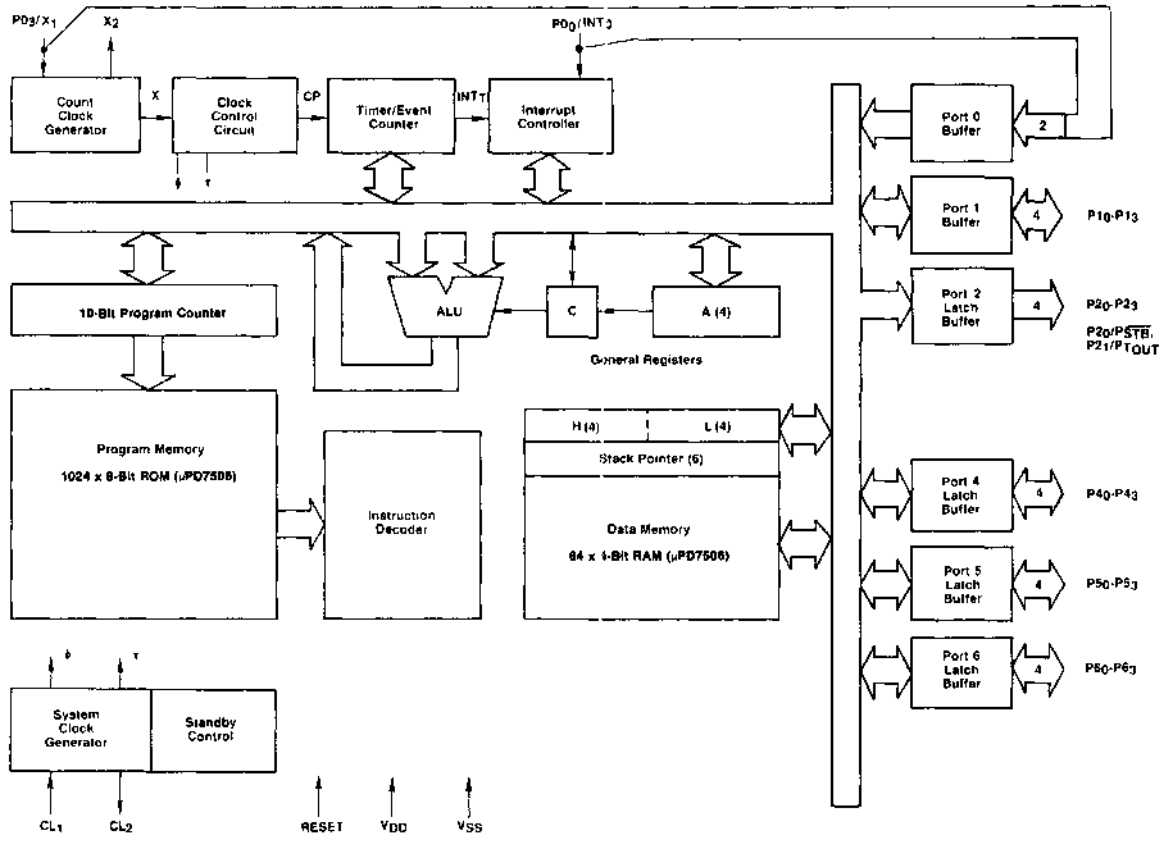 PD3/X1
X2
PD0/INT0
Count
Clock
Generator
X
Clock
Control
Circuit
CP
Timer/Event
Counter
INTT
Interrupt
Controller
ϕ
τ
Port 0
Buffer
2
Port 1
Buffer
4
P10-P13
Port 2
Latch
Buffer
4
P20-P23
P20/PSTB,
P21/PTOUT
10-Bit Program Counter
ALU
C
A (4)
General Registers
Program Memory
1024 x 8-Bit ROM (μPD7506)
Instruction
Decoder
H (4)
L (4)
Stack Pointer (6)
Data Memory
64 x 4-Bit RAM (μPD7506)
Port 4
Latch
Buffer
4
P40-P43
Port 5
Latch
Buffer
4
P50-P53
Port 6
Latch
Buffer
4
P60-P63
ϕ
τ
System
Clock
Generator
Standby
Control
CL1
CL2
RESET
VDD
VSS